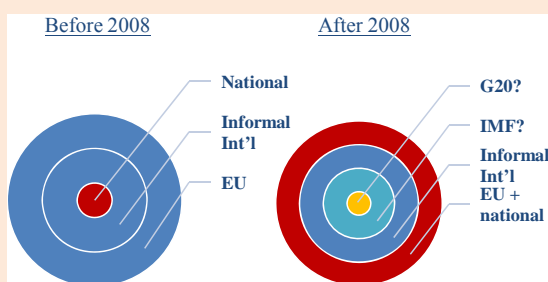 Before 2008
After 2008
National
Informal
Int'l
EU
G20?
IMF?
Informal
Int'l
EU +
national